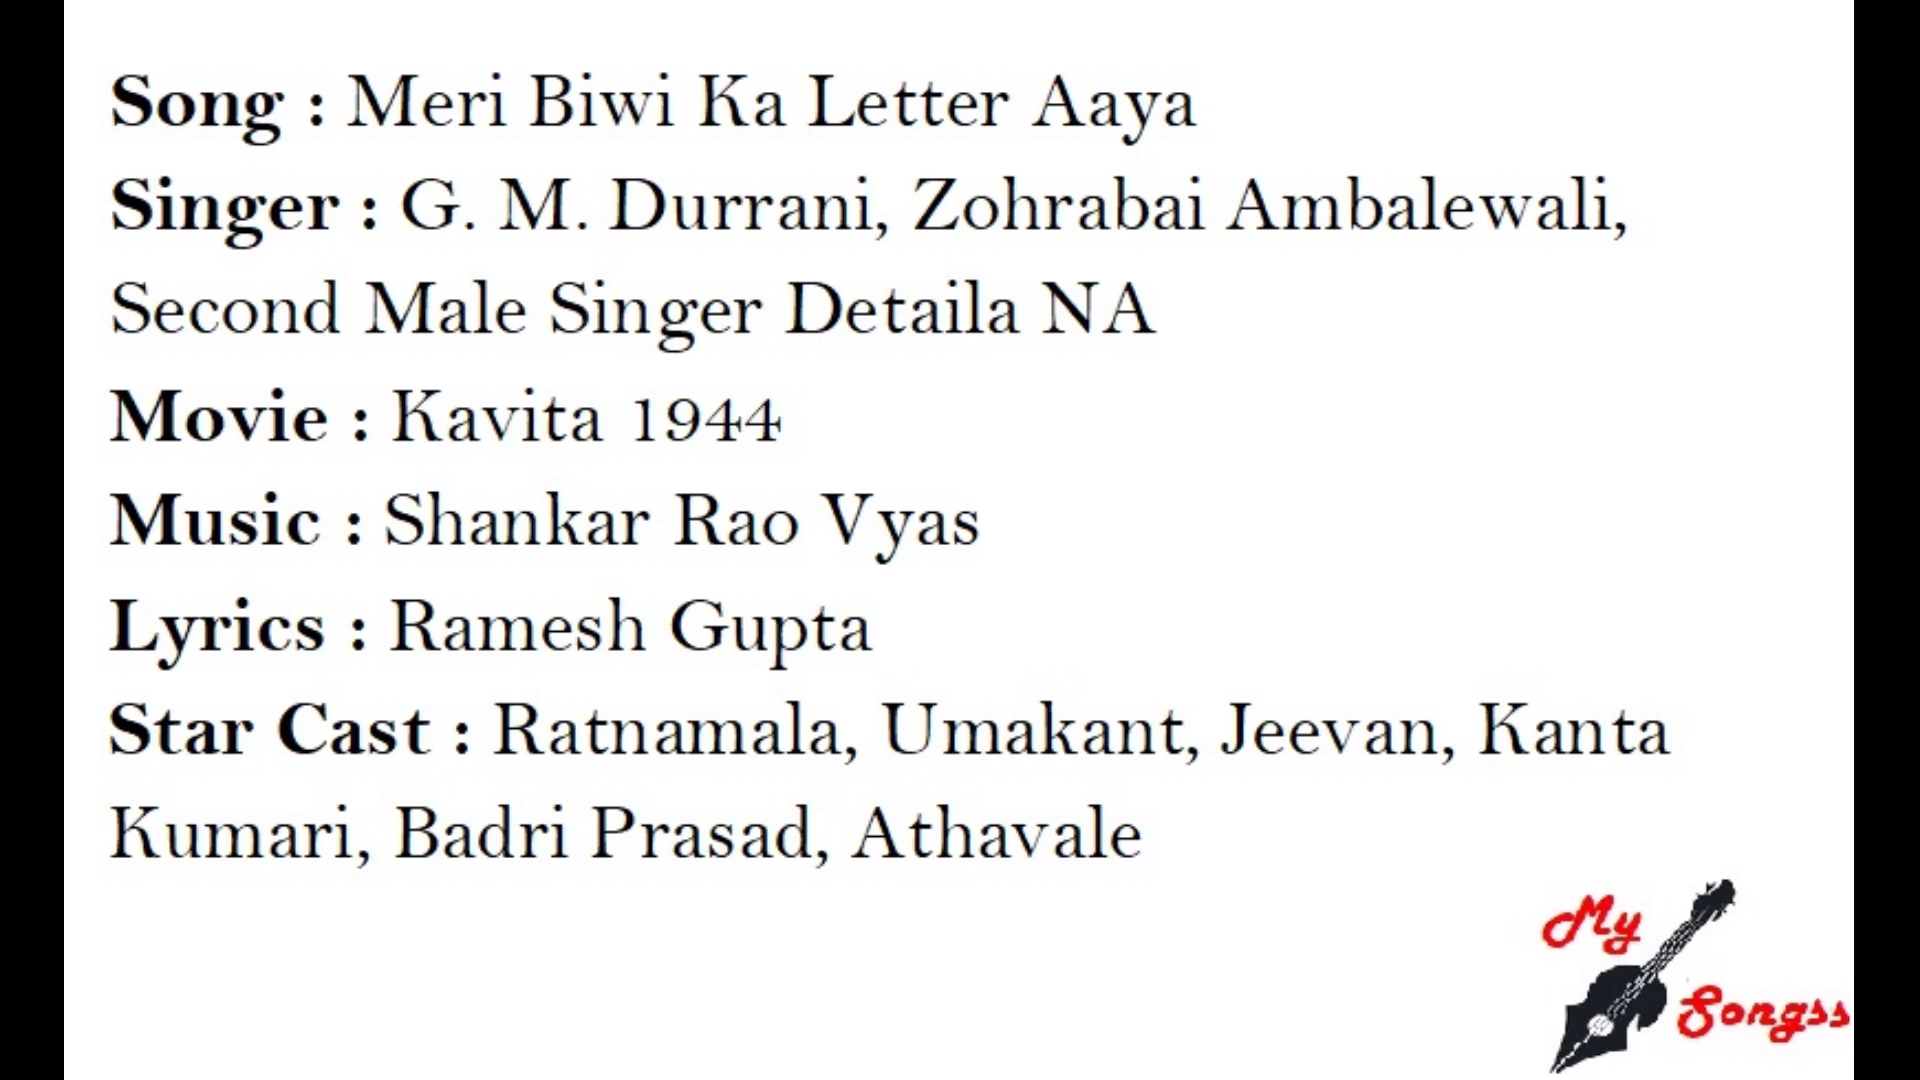 Song : Meri Biwi Ka Letter Aaya
Singer : G. M. Durrani, Zohrabai Ambalewali,
Second Male Singer Detaila NA
Movie : Kavita 1944
Music : Shankar Rao Vyas
Lyrics : Ramesh Gupta
Star Cast : Ratnamala, Umakant, Jeevan, Kanta
Kumari, Badri Prasad, Athavale
My
Songss